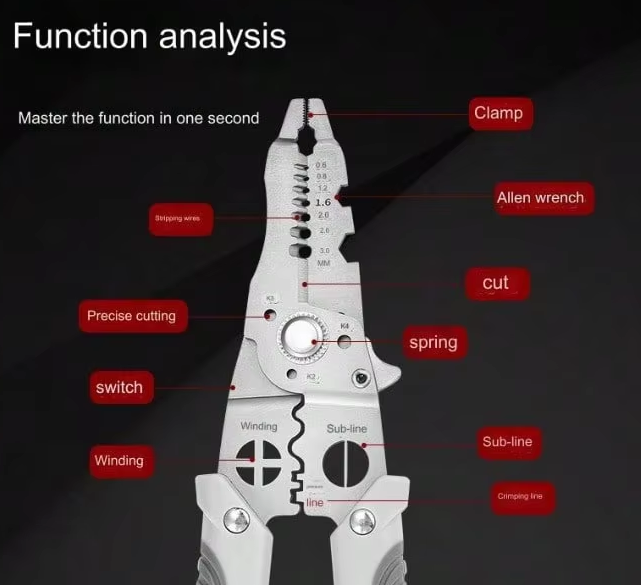 Function analysis
Master the function in one second
Clamp
0.6
0.8
1.2
1.6
2.0
2.6
3.0
MM
Allen wrench
Stripping wires
cut
K3
Precise cutting
K4
spring
K2
switch
Winding
Sub-line
Winding
Sub-line
line
Crimping line